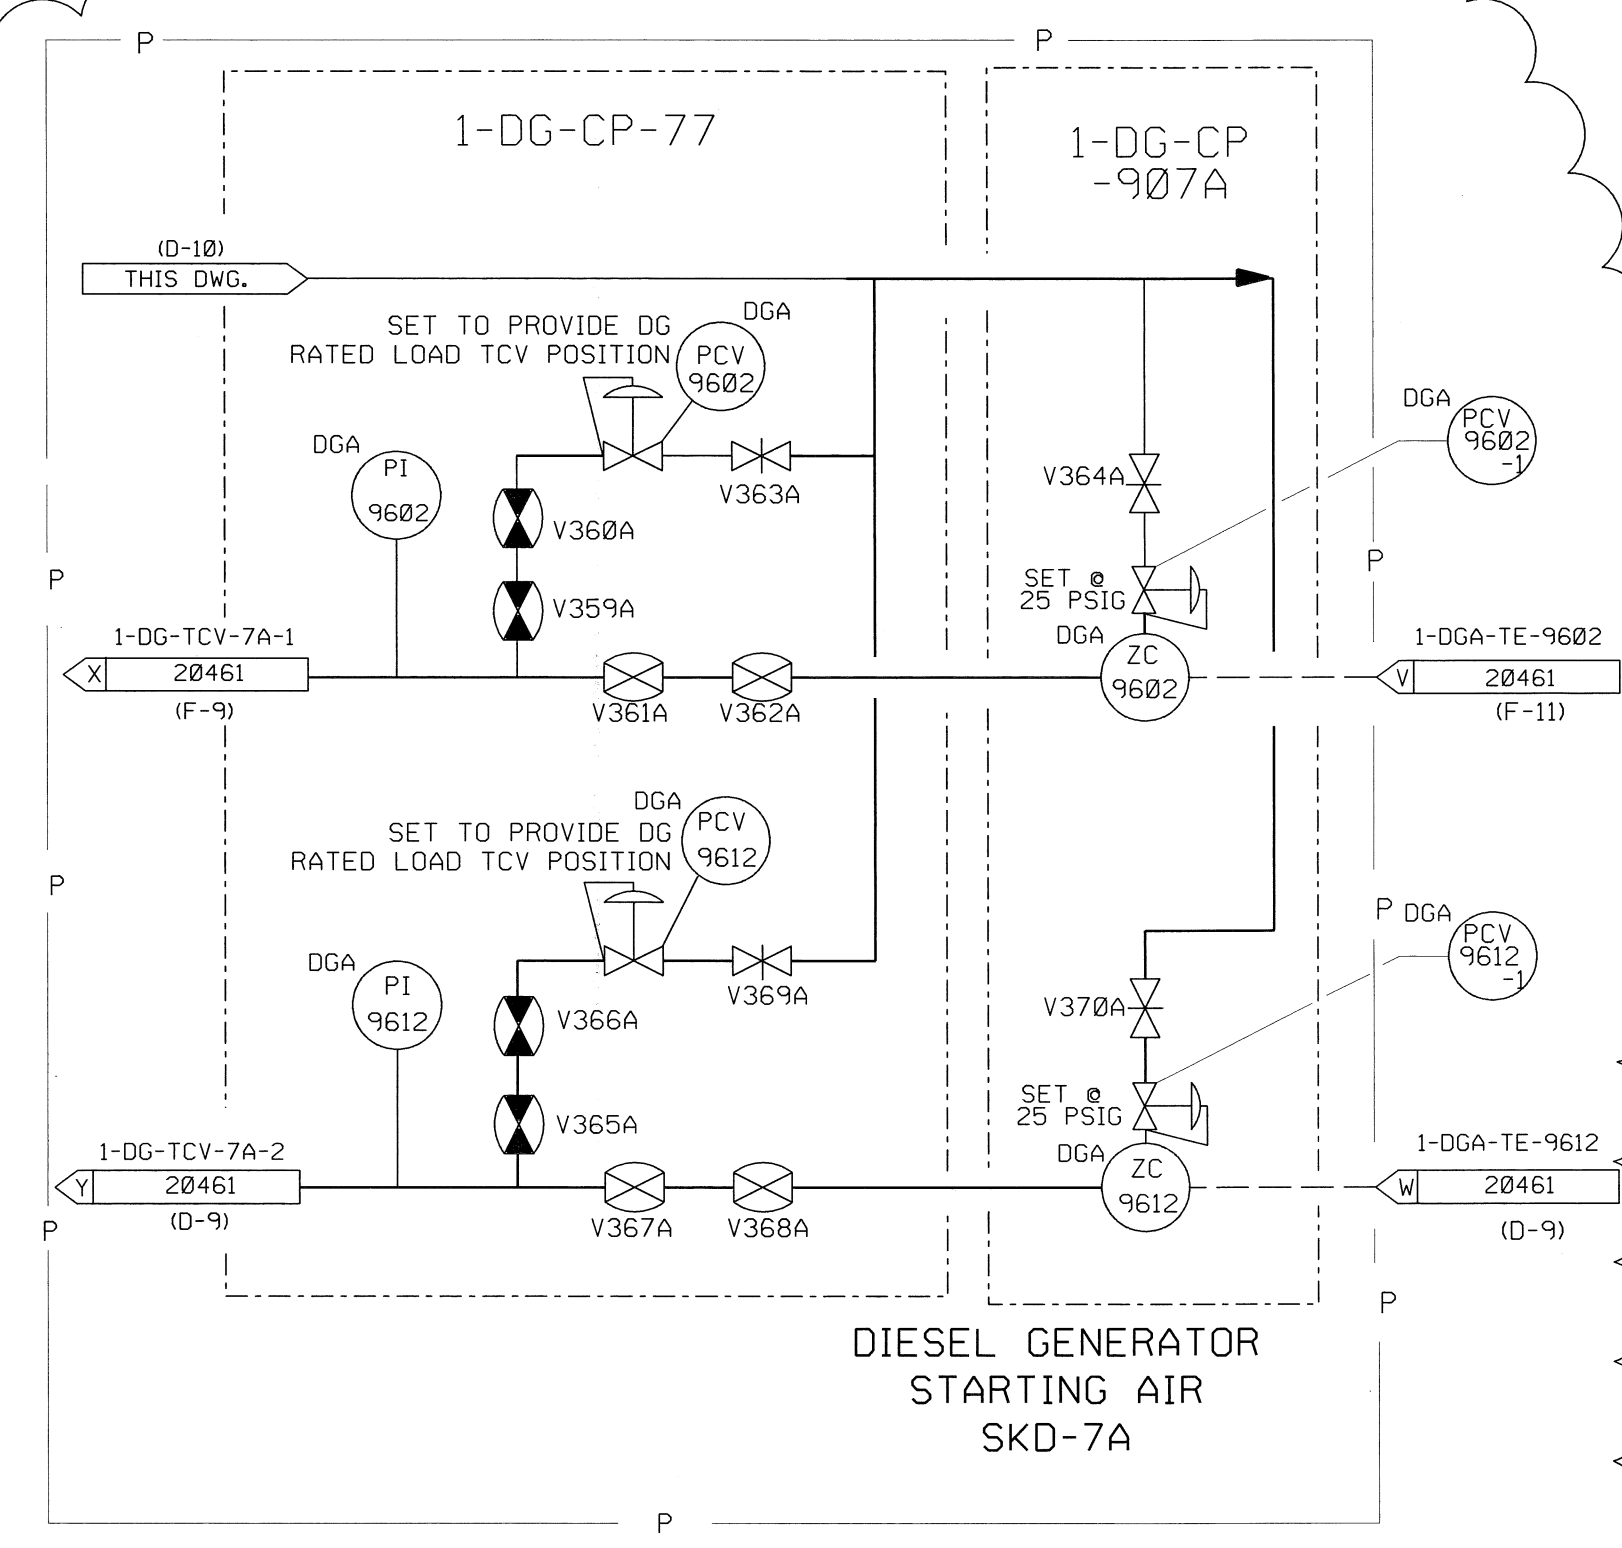 P
P
1-DG-CP-77
1-DG-CP
-907A
(D-10)
THIS DWG.
SET TO PROVIDE DG
RATED LOAD TCV POSITION
DGA
PCV
9602
DGA
PI
9602
V363A
V360A
V359A
V364A
DGA
PCV
9602
-1
P
P
SET @
25 PSIG
DGA
ZC
9602
1-DG-TCV-7A-1
X
20461
(F-9)
V361A
V362A
1-DGA-TE-9602
V
20461
(F-11)
DGA
PCV
9612
SET TO PROVIDE DG
RATED LOAD TCV POSITION
P
P
DGA
PCV
9612
-1
DGA
PI
9612
V369A
V366A
V365A
V370A
SET @
25 PSIG
DGA
ZC
9612
1-DG-TCV-7A-2
Y
20461
(D-9)
P
V367A
V368A
1-DGA-TE-9612
W
20461
(D-9)
P
DIESEL GENERATOR
STARTING AIR
SKD-7A
P